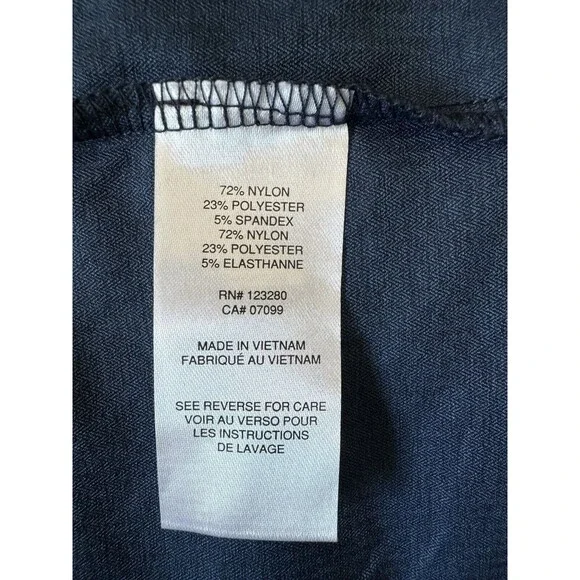 72% NYLON
23% POLYESTER
5% SPANDEX
72% NYLON
23% POLYESTER
5% ELASTHANNE
RN# 123280
CA# 07099
MADE IN VIETNAM
FABRIQUÉ AU VIETNAM
SEE REVERSE FOR CARE
VOIR AU VERSO POUR
LES INSTRUCTIONS
DE LAVAGE